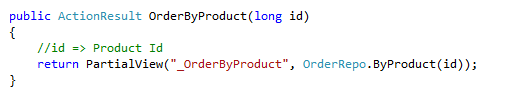 public ActionResult OrderByProduct(long id)
{
    //id => Product Id
    return PartialView("_OrderByProduct", OrderRepo.ByProduct(id));
}